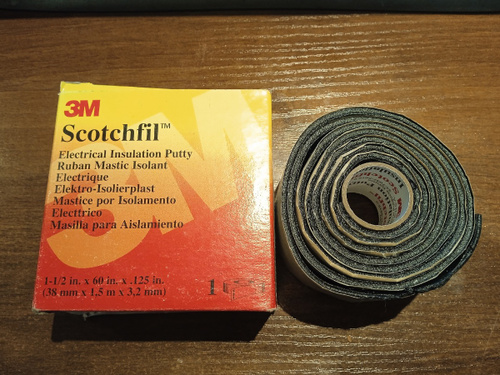 3M
Scotchfil™
Electrical Insulation Putty
Ruban Mastic Isolant
Electrique
Elektro-Isolierplast
Mastice por Isolamento
Electtrico
Masilla para Aislamiento
1-1/2 in. x 60 in. x .125 in.
(38 mm x 1.5 m x 3,2 mm)
1